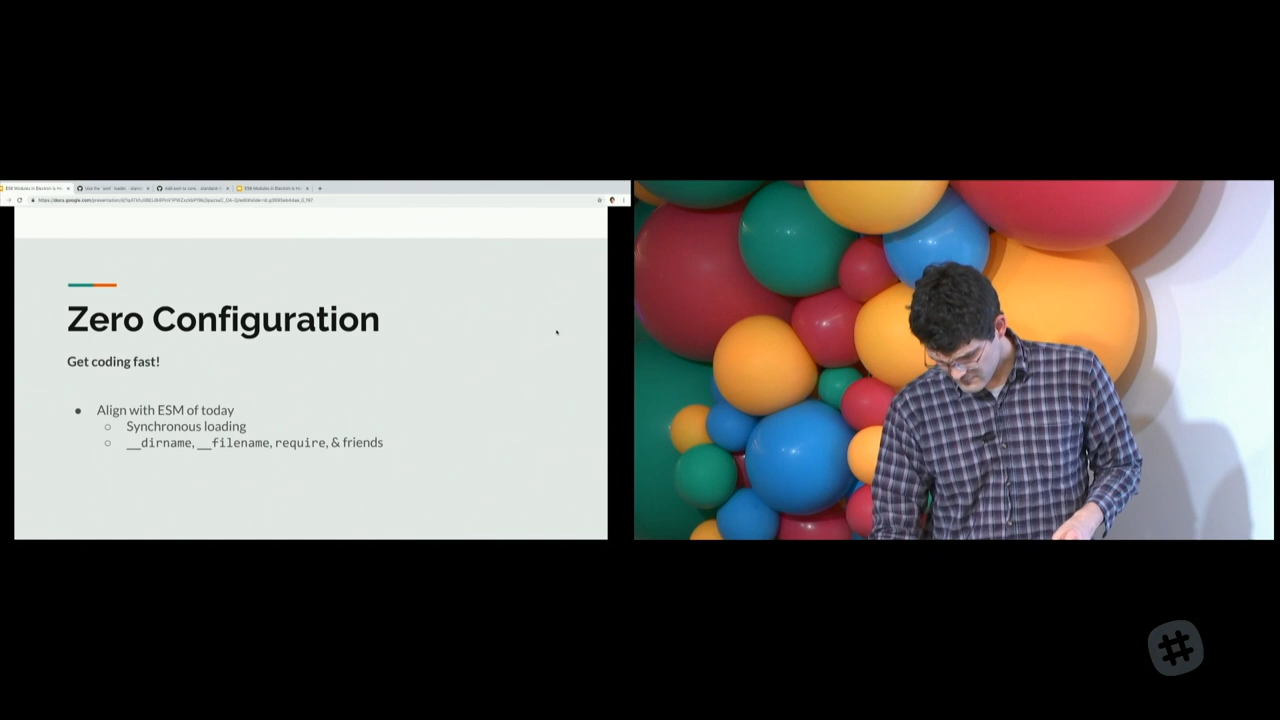 Zero Configuration
Get coding fast!
Align with ESM of today
Synchronous loading
__dirname, __filename, require, & friends